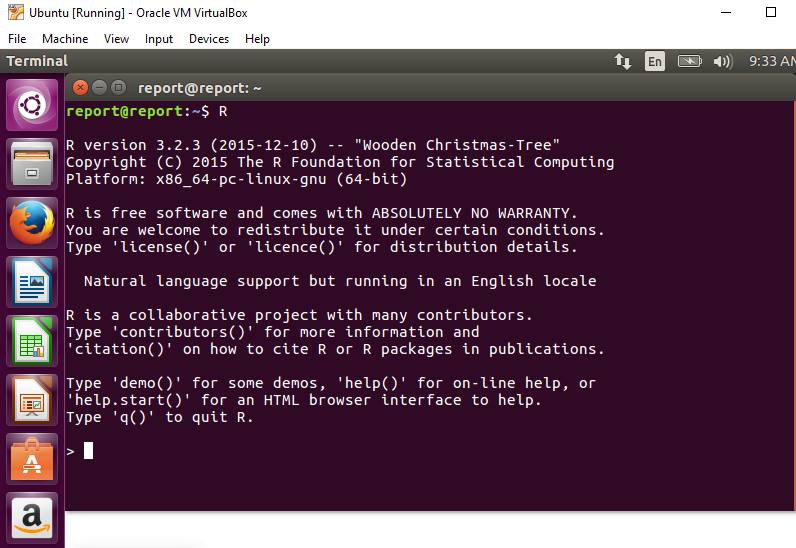 Ubuntu [Running] - Oracle VM VirtualBox
File Machine View Input Devices Help
Terminal En 9:33 AM
report@report: ~
report@report:~$ R
R version 3.2.3 (2015-12-10) -- "Wooden Christmas-Tree"
Copyright (C) 2015 The R Foundation for Statistical Computing
Platform: x86_64-pc-linux-gnu (64-bit)
R is free software and comes with ABSOLUTELY NO WARRANTY.
You are welcome to redistribute it under certain conditions.
Type 'license()' or 'licence()' for distribution details.
Natural language support but running in an English locale
R is a collaborative project with many contributors.
Type 'contributors()' for more information and
'citation()' on how to cite R or R packages in publications.
Type 'demo()' for some demos, 'help()' for on-line help, or
'help.start()' for an HTML browser interface to help.
Type 'q()' to quit R.
>